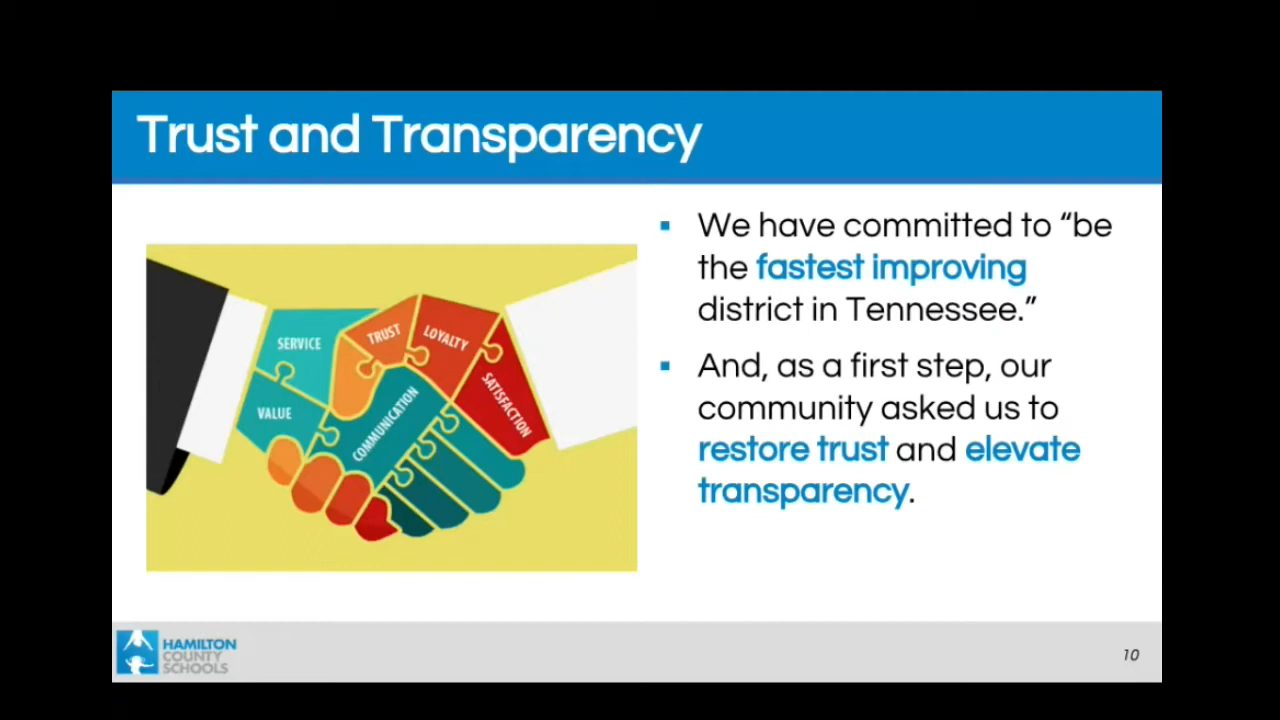 Trust and Transparency
SERVICE
TRUST
LOYALTY
VALUE
COMMUNICATION
SATISFACTION
▪ We have committed to “be
the fastest improving
district in Tennessee.”
▪ And, as a first step, our
community asked us to
restore trust and elevate
transparency.
HAMILTON
COUNTY
SCHOOLS
10